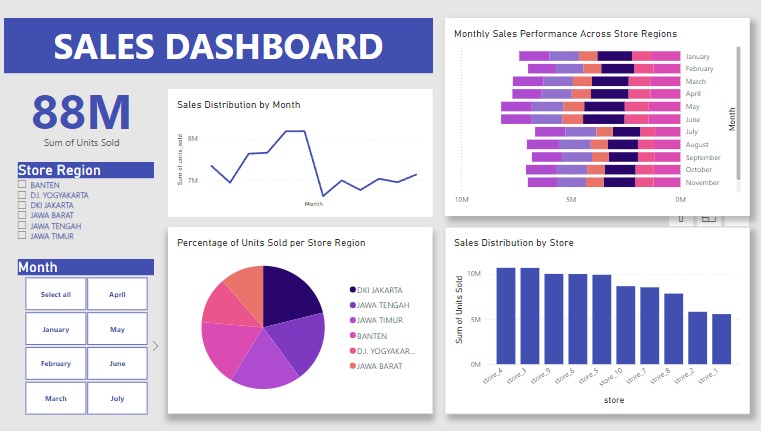 SALES DASHBOARD
88M
Sum of Units Sold
Store Region
BANTEN
D.I. YOGYAKARTA
DKI JAKARTA
JAWA BARAT
JAWA TENGAH
JAWA TIMUR
Month
Select all
April
January
May
February
June
March
July
Sales Distribution by Month
Sum of units_sold
8M
7M
Month
Monthly Sales Performance Across Store Regions
January
February
March
April
May
June
July
August
September
October
November
Month
10M
5M
0M
Percentage of Units Sold per Store Region
DKI JAKARTA
JAWA TENGAH
JAWA TIMUR
BANTEN
D.I. YOGYAKAR...
JAWA BARAT
Sales Distribution by Store
Sum of Units Sold
10M
5M
0M
store_4
store_3
store_9
store_6
store_5
store_10
store_7
store_8
store_2
store_1
store